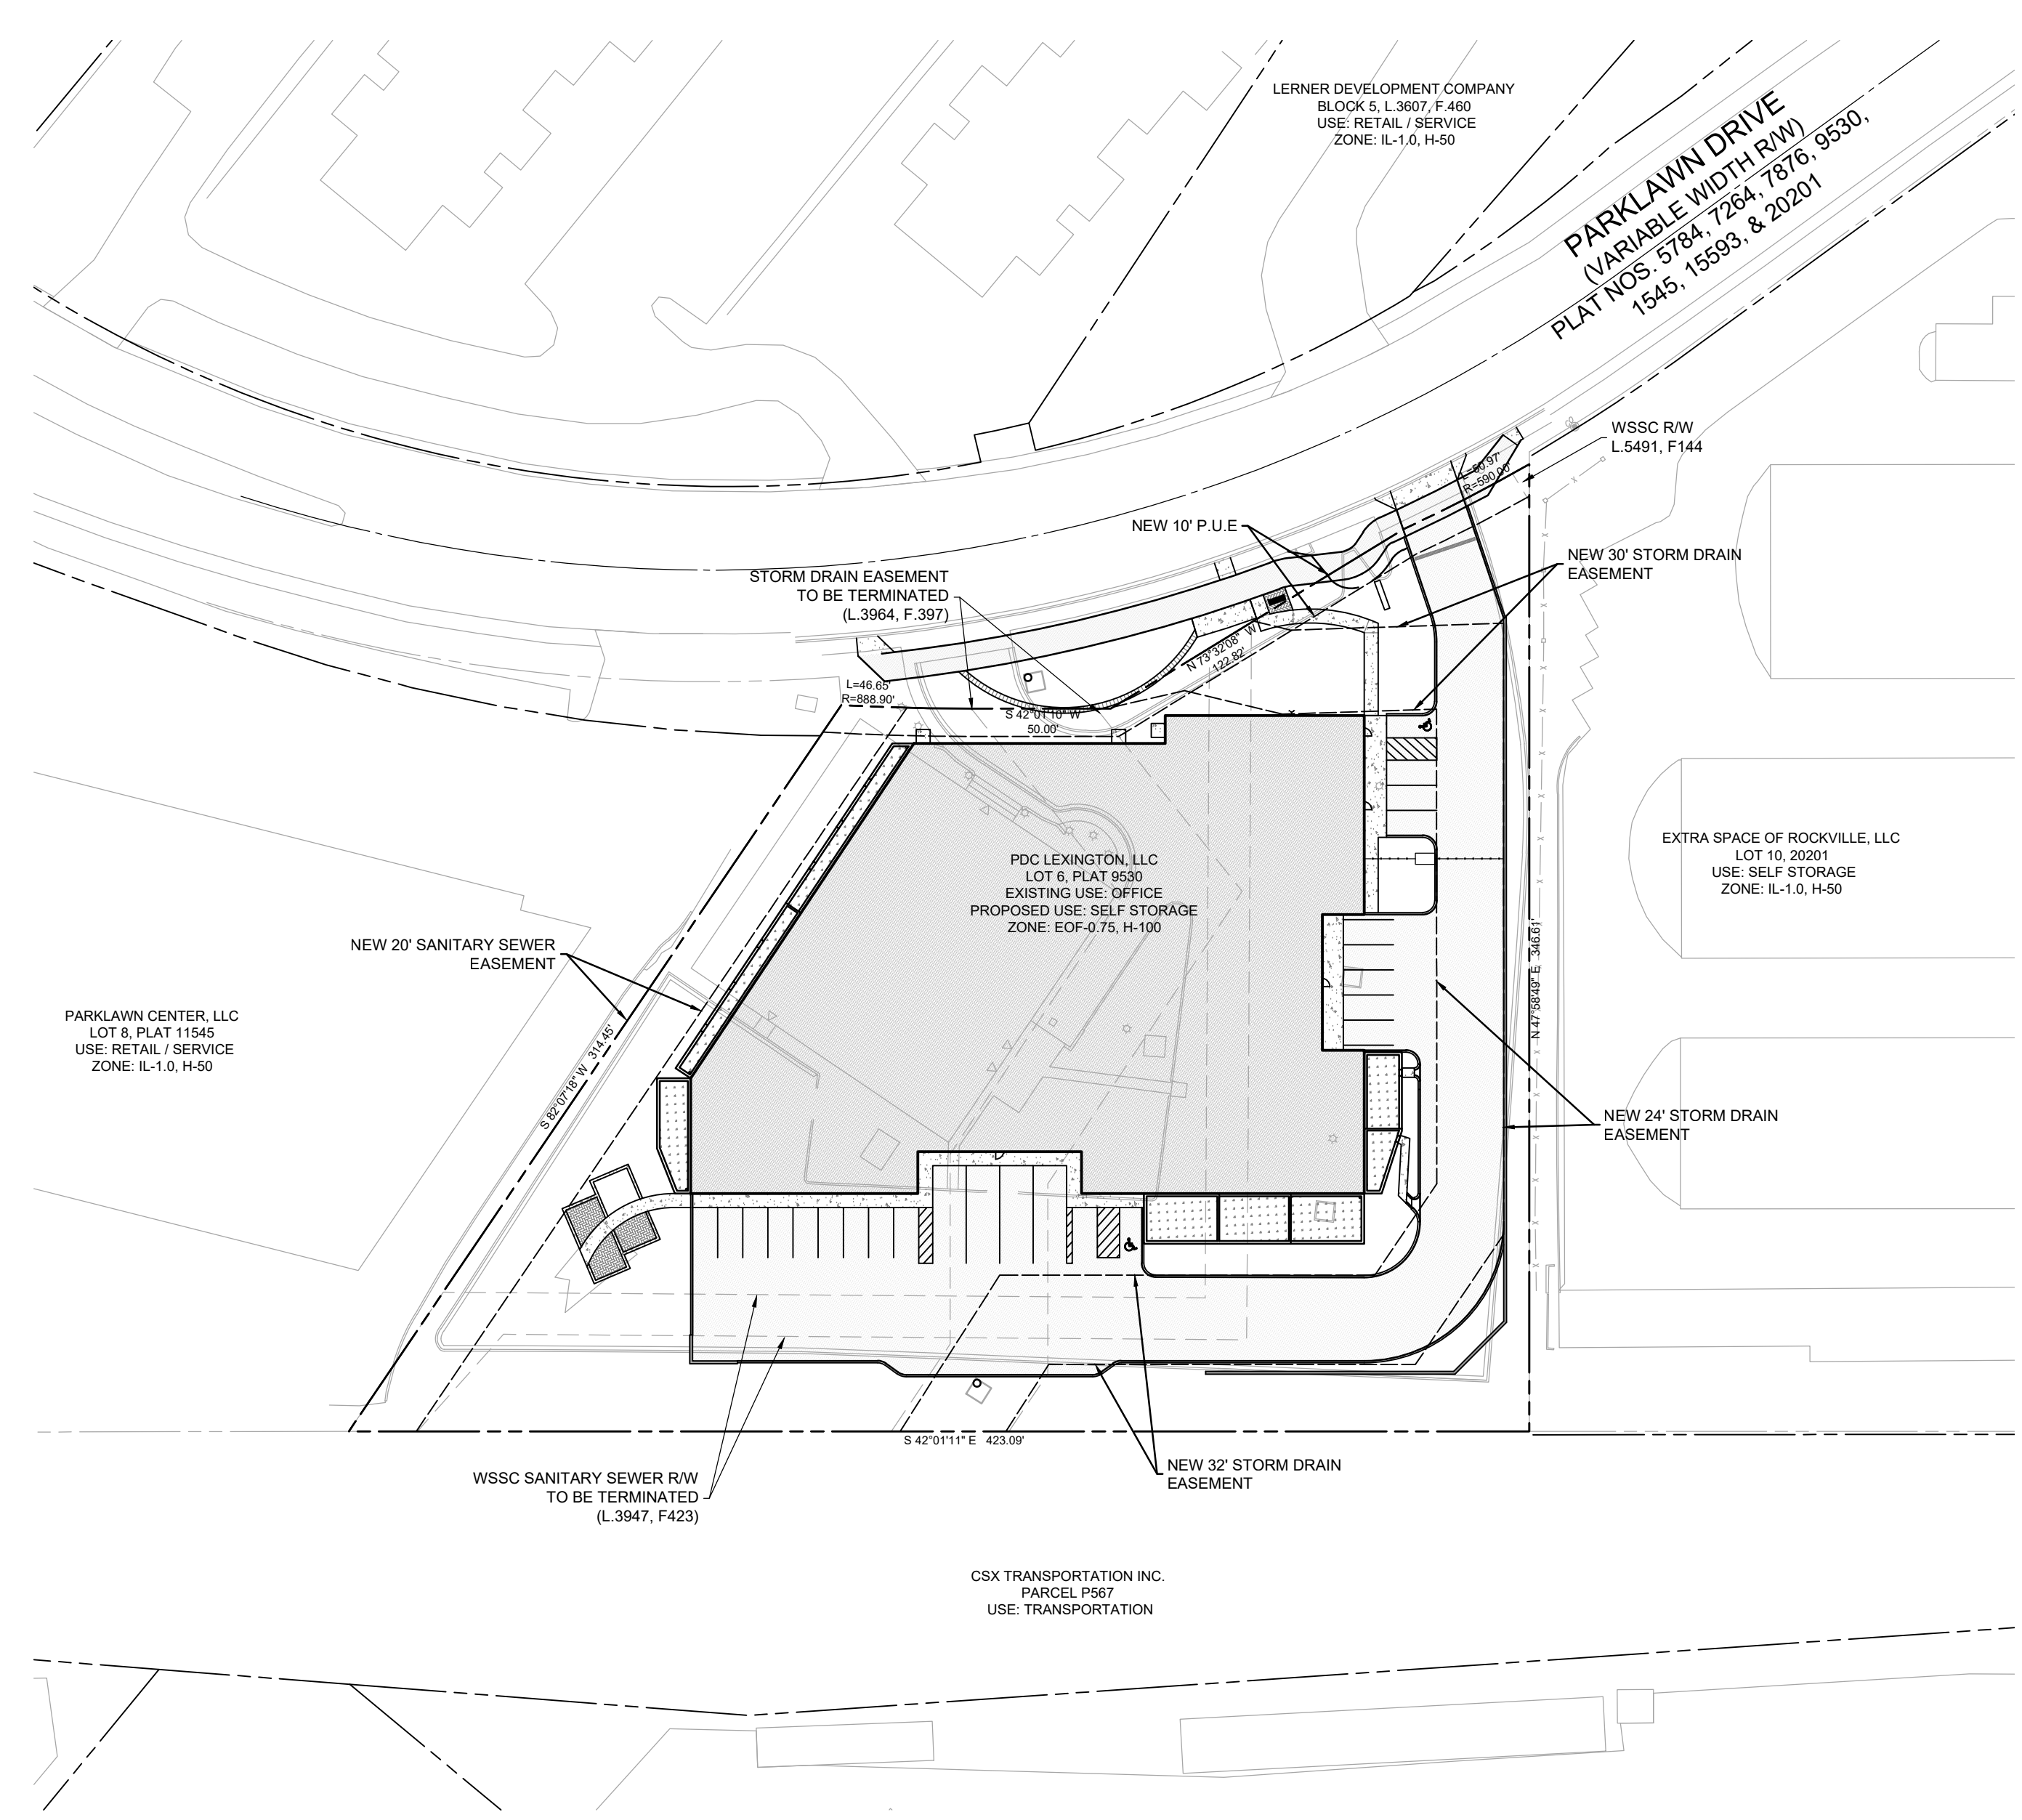 LERNER DEVELOPMENT COMPANY
BLOCK 5, L.3607, F.460
USE: RETAIL / SERVICE
ZONE: IL-1.0, H-50
PARKLAWN DRIVE
(VARIABLE WIDTH R/W)
PLAT NOS. 5784, 7264, 7876, 9530,
1545, 15593, & 20201
WSSC R/W
L.5491, F144
L=60.97'
R=590.00'
NEW 10' P.U.E
NEW 30' STORM DRAIN
EASEMENT
STORM DRAIN EASEMENT
TO BE TERMINATED
(L.3964, F.397)
N 73°32'08" W
122.82'
L=46.65'
R=888.90'
S 42°01'10" W
50.00'
PDC LEXINGTON, LLC
LOT 6, PLAT 9530
EXISTING USE: OFFICE
PROPOSED USE: SELF STORAGE
ZONE: EOF-0.75, H-100
EXTRA SPACE OF ROCKVILLE, LLC
LOT 10, 20201
USE: SELF STORAGE
ZONE: IL-1.0, H-50
NEW 20' SANITARY SEWER
EASEMENT
N 47°58'49" E 346.61'
PARKLAWN CENTER, LLC
LOT 8, PLAT 11545
USE: RETAIL / SERVICE
ZONE: IL-1.0, H-50
S 82°07'18" W 314.45'
NEW 24' STORM DRAIN
EASEMENT
S 42°01'11" E 423.09'
WSSC SANITARY SEWER R/W
TO BE TERMINATED
(L.3947, F423)
NEW 32' STORM DRAIN
EASEMENT
CSX TRANSPORTATION INC.
PARCEL P567
USE: TRANSPORTATION